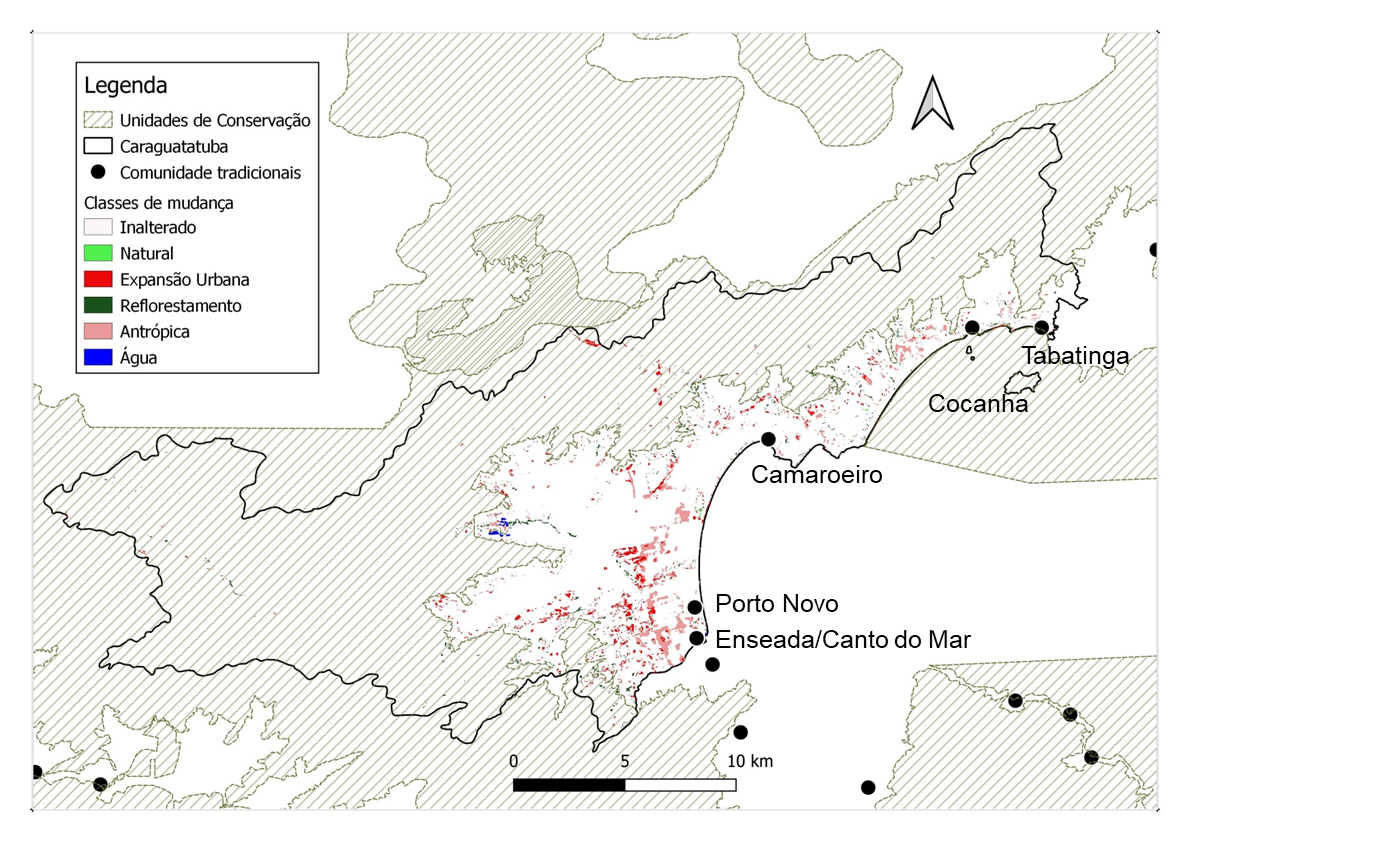 Legenda
Unidades de Conservação
Caraguatatuba
Comunidade tradicionais
Classes de mudança
Inalterado
Natural
Expansão Urbana
Reflorestamento
Antrópica
Água
Tabatinga
Cocanha
Camaroeiro
Porto Novo
Enseada/Canto do Mar
0 5 10 km